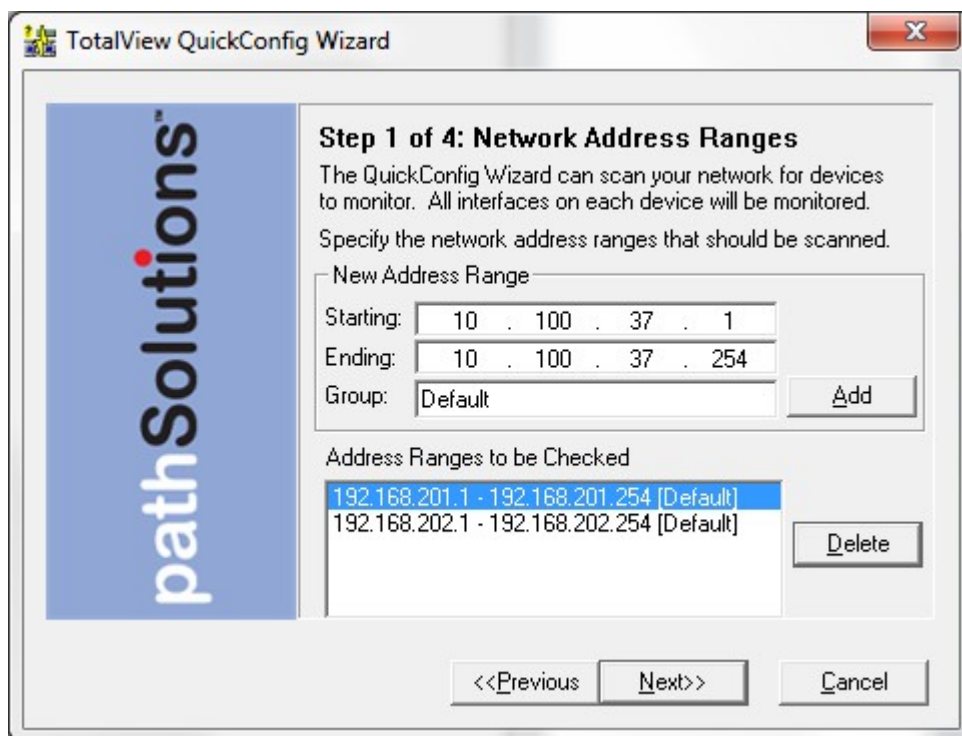 TotalView QuickConfig Wizard
pathSolutions™
Step 1 of 4: Network Address Ranges
The QuickConfig Wizard can scan your network for devices
to monitor. All interfaces on each device will be monitored.
Specify the network address ranges that should be scanned.
New Address Range
Starting: 10 . 100 . 37 . 1
Ending: 10 . 100 . 37 . 254
Group: Default Add
Address Ranges to be Checked
192.168.201.1 - 192.168.201.254 [Default]
192.168.202.1 - 192.168.202.254 [Default]
Delete
<<Previous Next>> Cancel